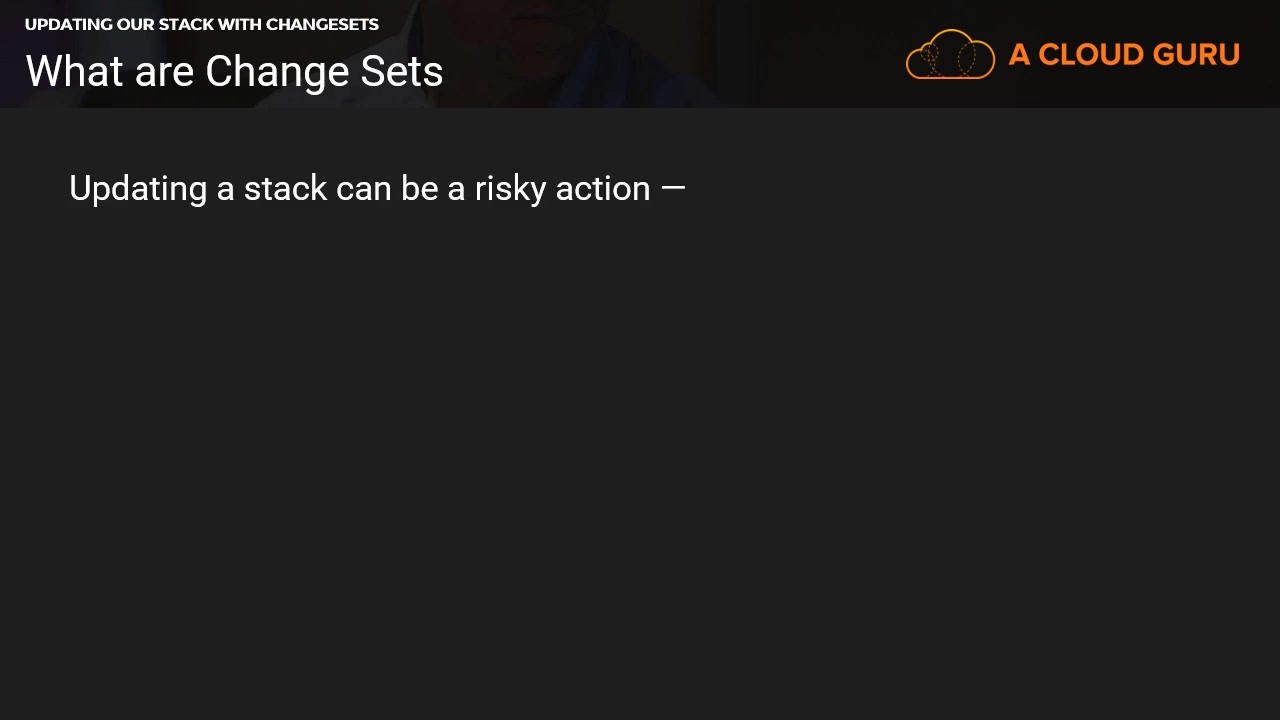 UPDATING OUR STACK WITH CHANGESETS
What are Change Sets
A CLOUD GURU
Updating a stack can be a risky action —